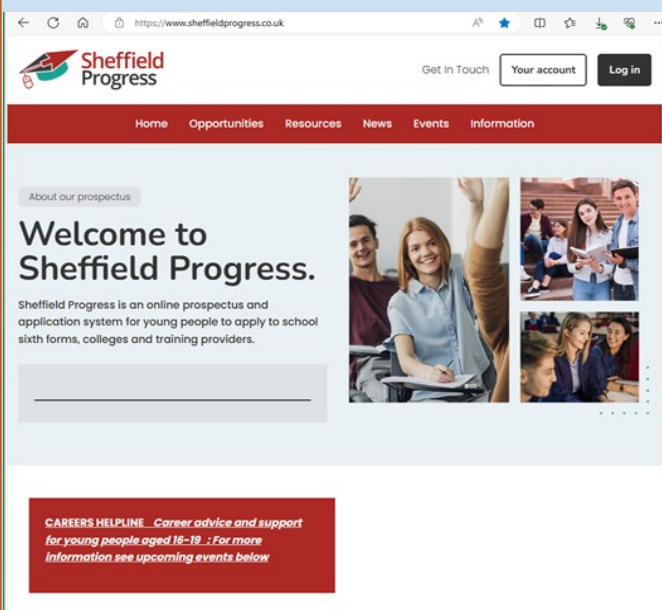 https://www.sheffieldprogress.co.uk
Sheffield
Progress
Get In Touch
Your account
Log in
Home Opportunities Resources News Events Information
About our prospectus
Welcome to
Sheffield Progress.
Sheffield Progress is an online prospectus and
application system for young people to apply to school
sixth forms, colleges and training providers.
CAREERS HELPLINE Career advice and support
for young people aged 16-19 : For more
information see upcoming events below